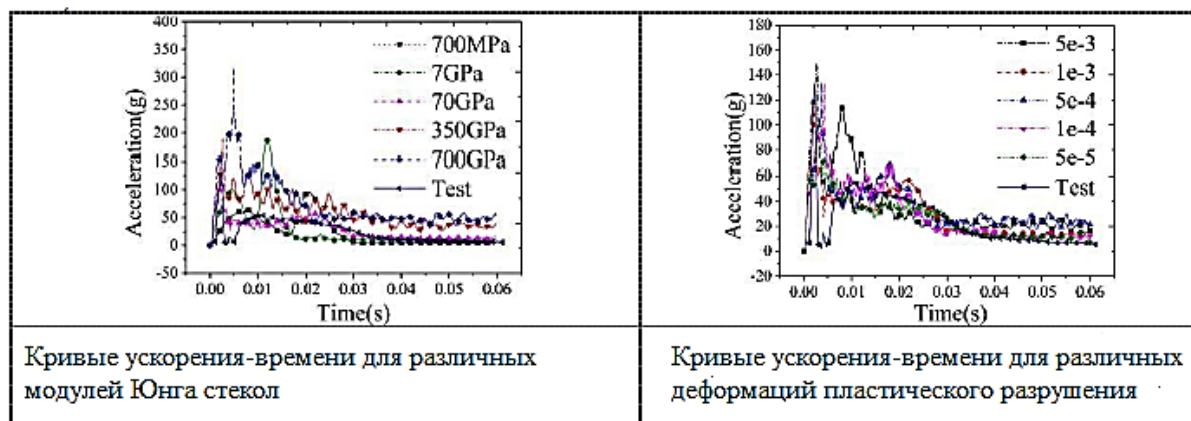 400
350
300
250
200
150
100
50
0
-50
Acceleration(g)
700MPa
7GPa
70GPa
350GPa
700GPa
Test
0.00 0.01 0.02 0.03 0.04 0.05 0.06
Time(s)
Кривые ускорения-времени для различных
модулей Юнга стекол
180
160
140
120
100
80
60
40
20
0
-20
Acceleration(g)
5e-3
1e-3
5e-4
1e-4
5e-5
Test
0.00 0.01 0.02 0.03 0.04 0.05 0.06
Time(s)
Кривые ускорения-времени для различных
деформаций пластического разрушения